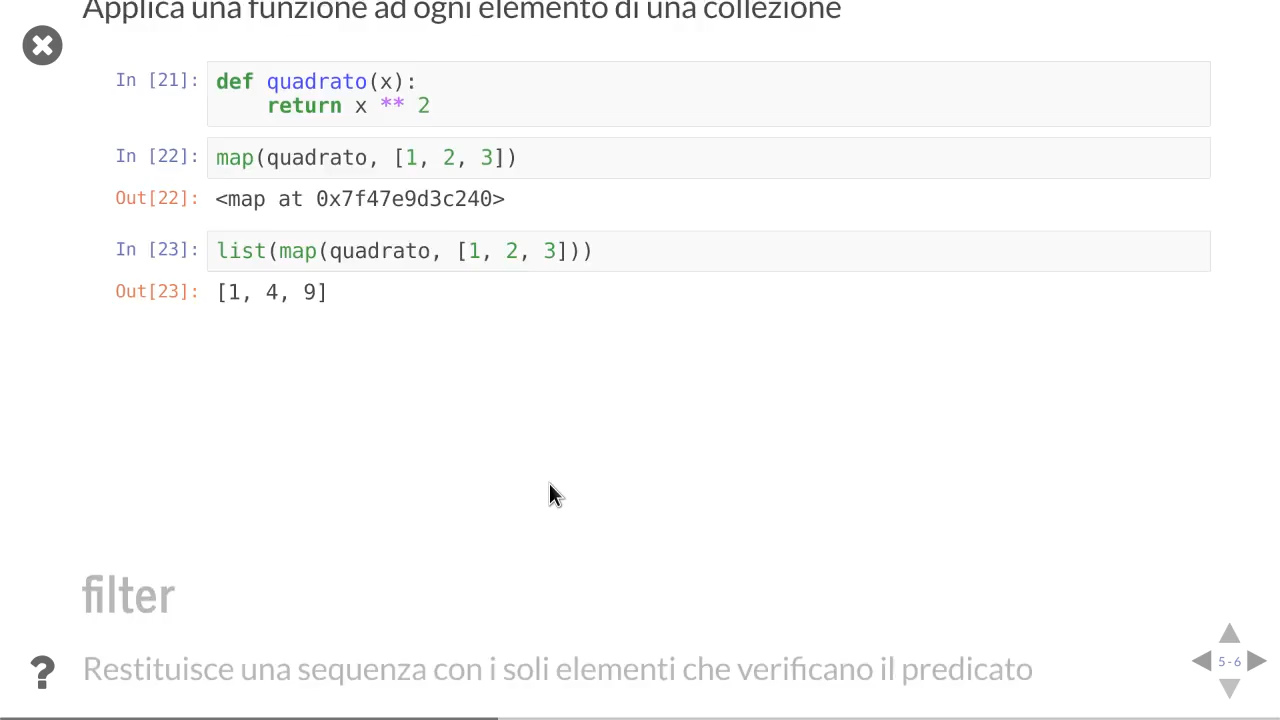 Applica una funzione ad ogni elemento di una collezione
In [21]: def quadrato(x):
return x ** 2
In [22]: map(quadrato, [1, 2, 3])
Out[22]: <map at 0x7f47e9d3c240>
In [23]: list(map(quadrato, [1, 2, 3]))
Out[23]: [1, 4, 9]
filter
Restituisce una sequenza con i soli elementi che verificano il predicato
5-6